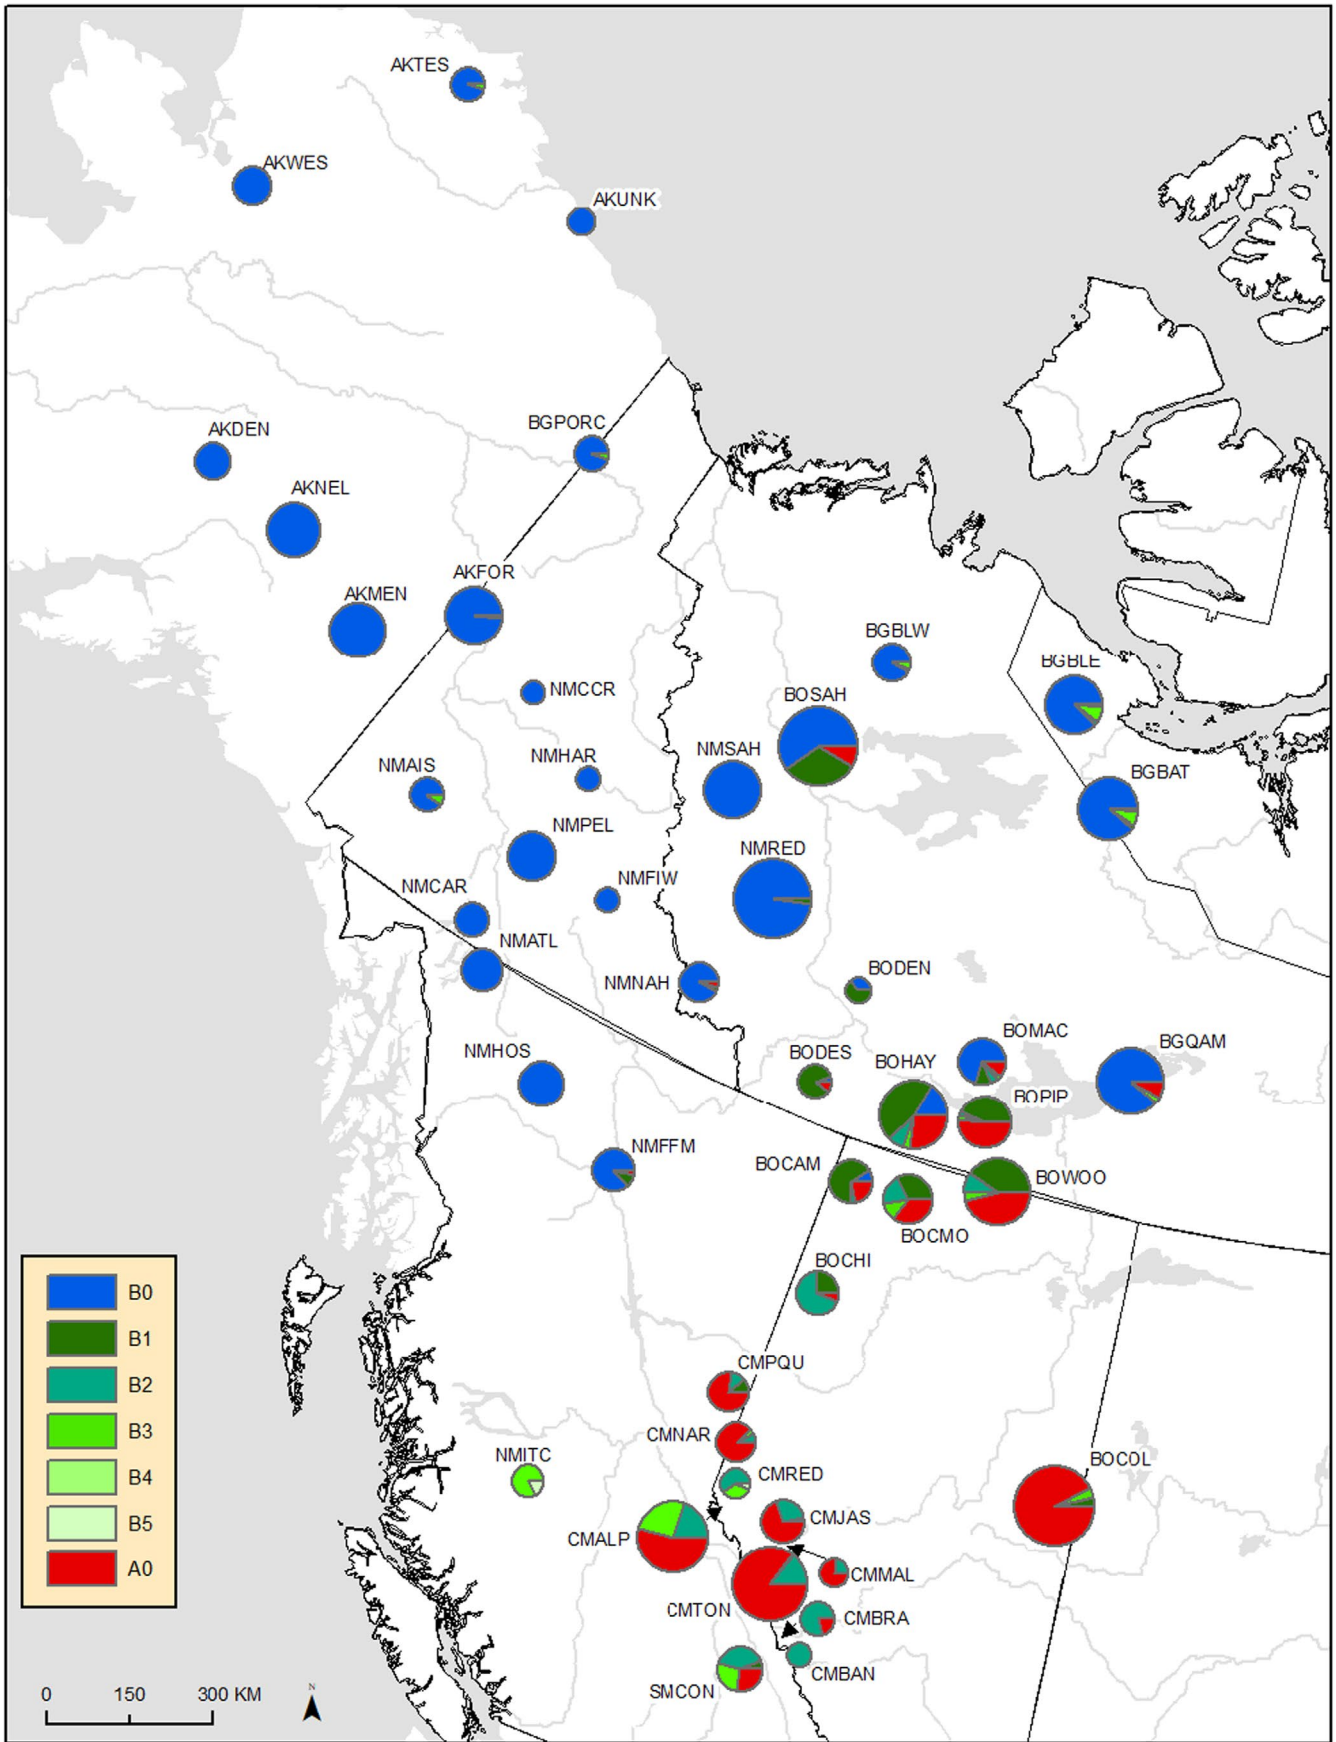 AKTES
AKWES
AKUNK
BGPORC
AKDEN
AKNEL
AKFOR
AKMEN
BGBLW
BGBLE
NMCCR
BOSAH
NMSAH
NMHAR
NMAIS
BGBAT
NMPEL
NMRED
NMFIW
NMCAR
NMATL
BODEN
NMNAH
BOMAC
BGQAM
NMHOS
BODES
BOHAY
BOPIP
NMFFM
BOCAM
BOWOO
BOCMO
BOCHI
B0
B1
B2
B3
B4
B5
A0
CMPQU
CMNAR
NMITC
CMRED
BOCOL
CMJAS
CMALP
CMMAL
CMTON
CMBRA
CMBAN
SMCON
0 150 300 KM
N